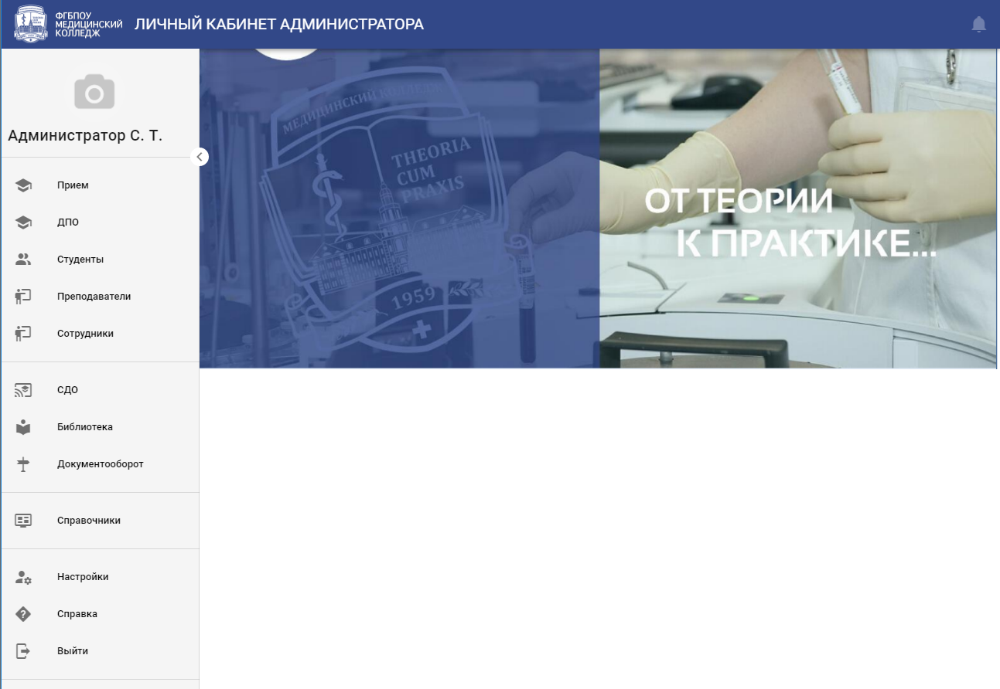 ФГБПОУ
МЕДИЦИНСКИЙ
КОЛЛЕДЖ
ЛИЧНЫЙ КАБИНЕТ АДМИНИСТРАТОРА
Администратор С. Т.
Прием
ДПО
Студенты
Преподаватели
Сотрудники
СДО
Библиотека
Документооборот
Справочники
Настройки
Справка
Выйти
МЕДИЦИНСКИЙ КОЛЛЕДЖ
THEORIA
CUM
PRAXIS
1959
ОТ ТЕОРИИ
К ПРАКТИКЕ...